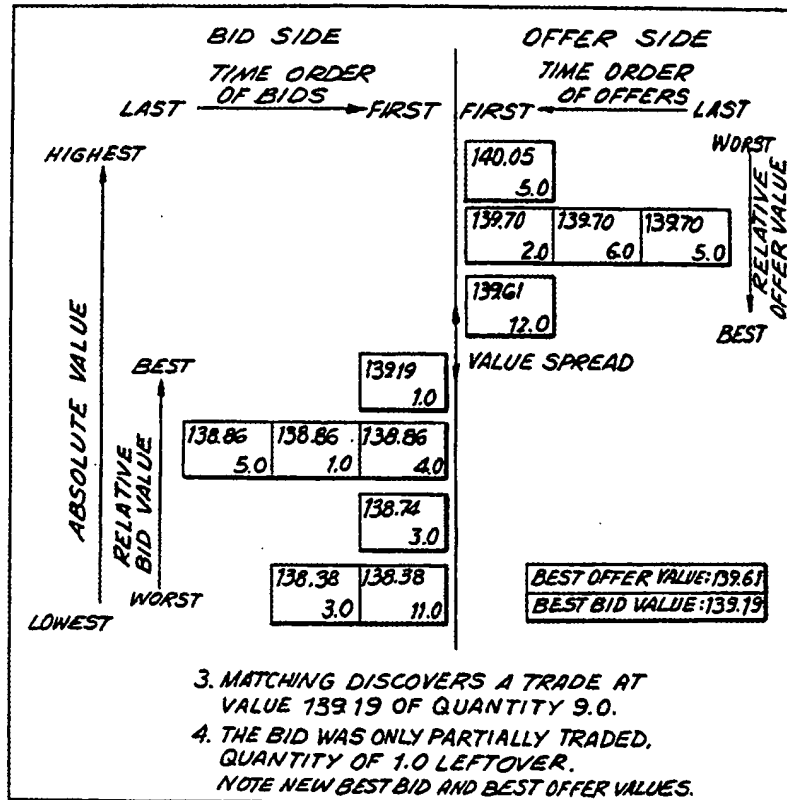 BID SIDE
OFFER SIDE
TIME ORDER
OF BIDS
LAST
FIRST
TIME ORDER
OF OFFERS
FIRST
LAST
HIGHEST
LOWEST
ABSOLUTE VALUE
BEST
WORST
RELATIVE
BID VALUE
WORST
BEST
RELATIVE
OFFER VALUE
140.05
5.0
139.70 139.70 139.70
2.0 6.0 5.0
139.61
12.0
VALUE SPREAD
139.19
1.0
138.86 138.86 138.86
5.0 1.0 4.0
138.74
3.0
138.38 138.38
3.0 11.0
BEST OFFER VALUE: 139.61
BEST BID VALUE: 139.19
3. MATCHING DISCOVERS A TRADE AT
VALUE 139.19 OF QUANTITY 9.0.
4. THE BID WAS ONLY PARTIALLY TRADED,
QUANTITY OF 1.0 LEFTOVER.
NOTE NEW BEST BID AND BEST OFFER VALUES.